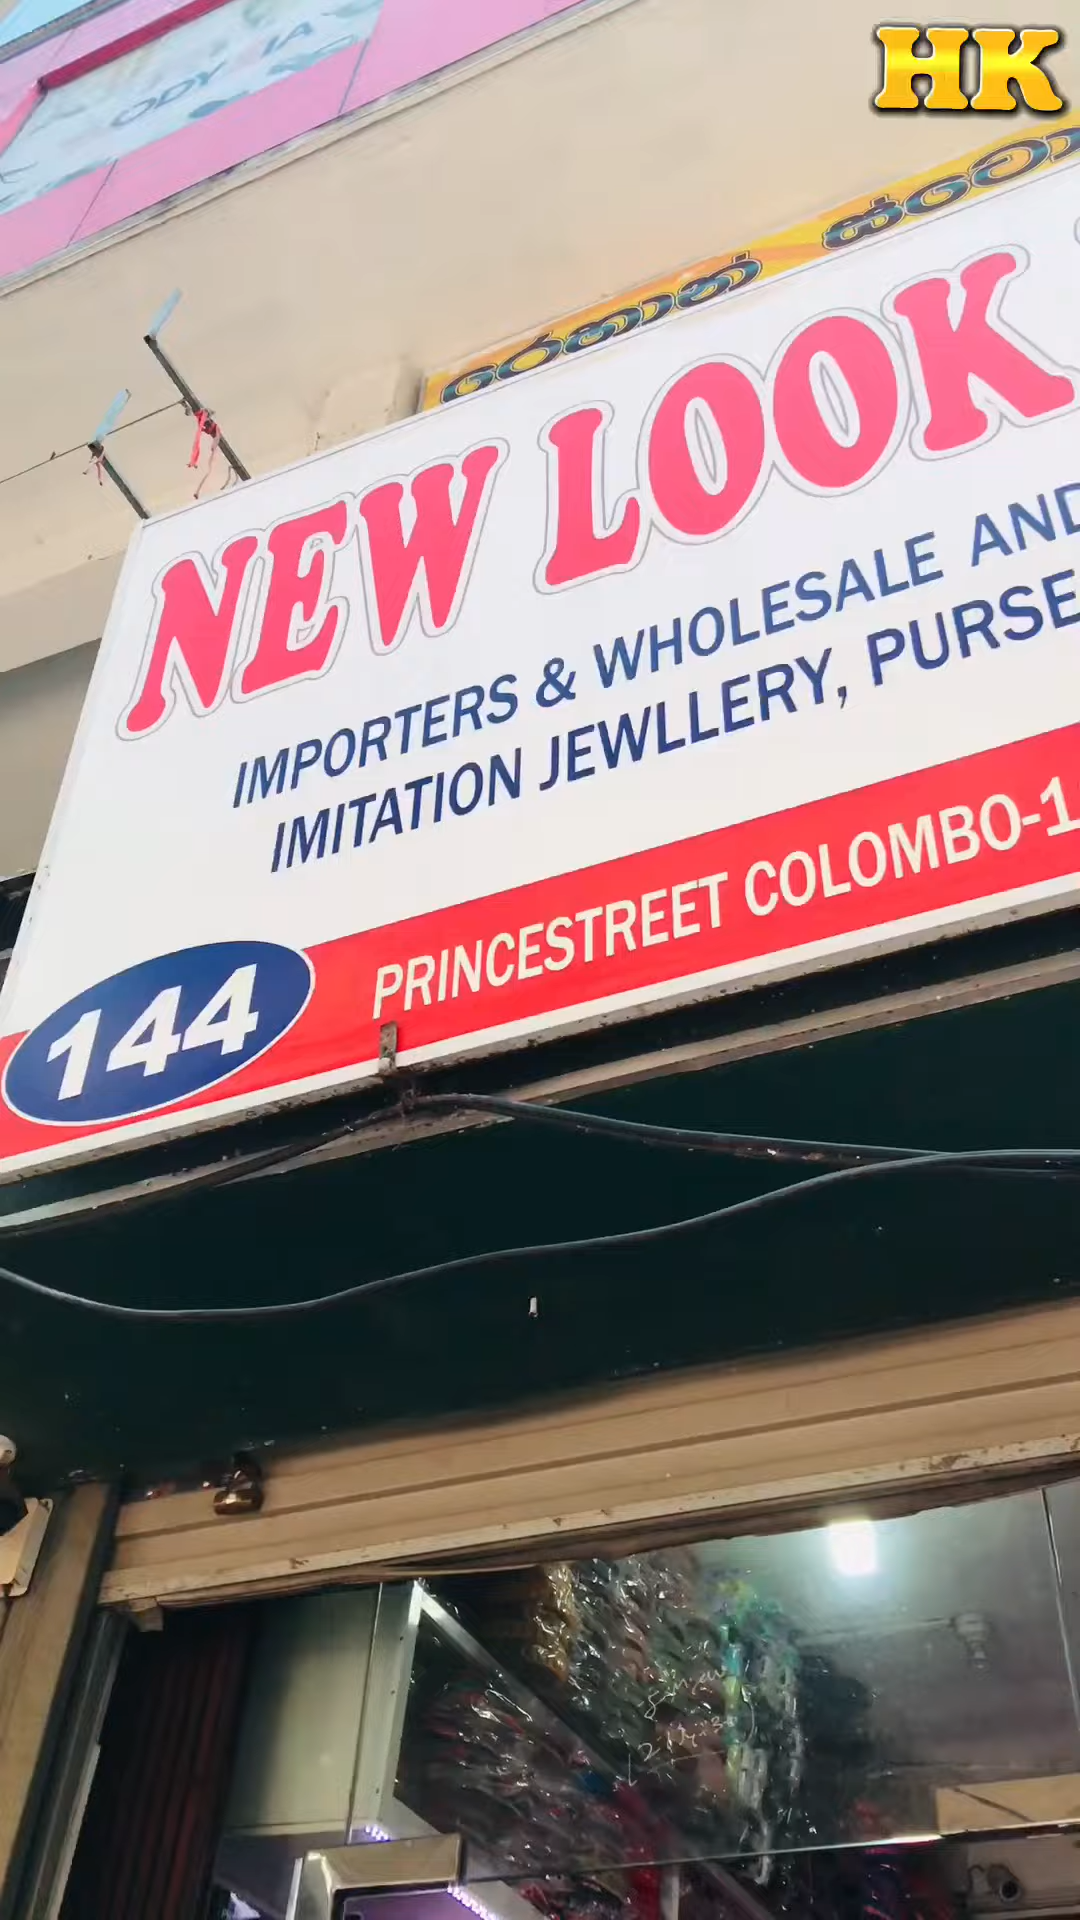 HK
රෝහාන් ස්ටෝ
NEW LOOK
IMPORTERS & WHOLESALE AND
IMITATION JEWLLERY, PURSE
144
PRINCESTREET COLOMBO-1